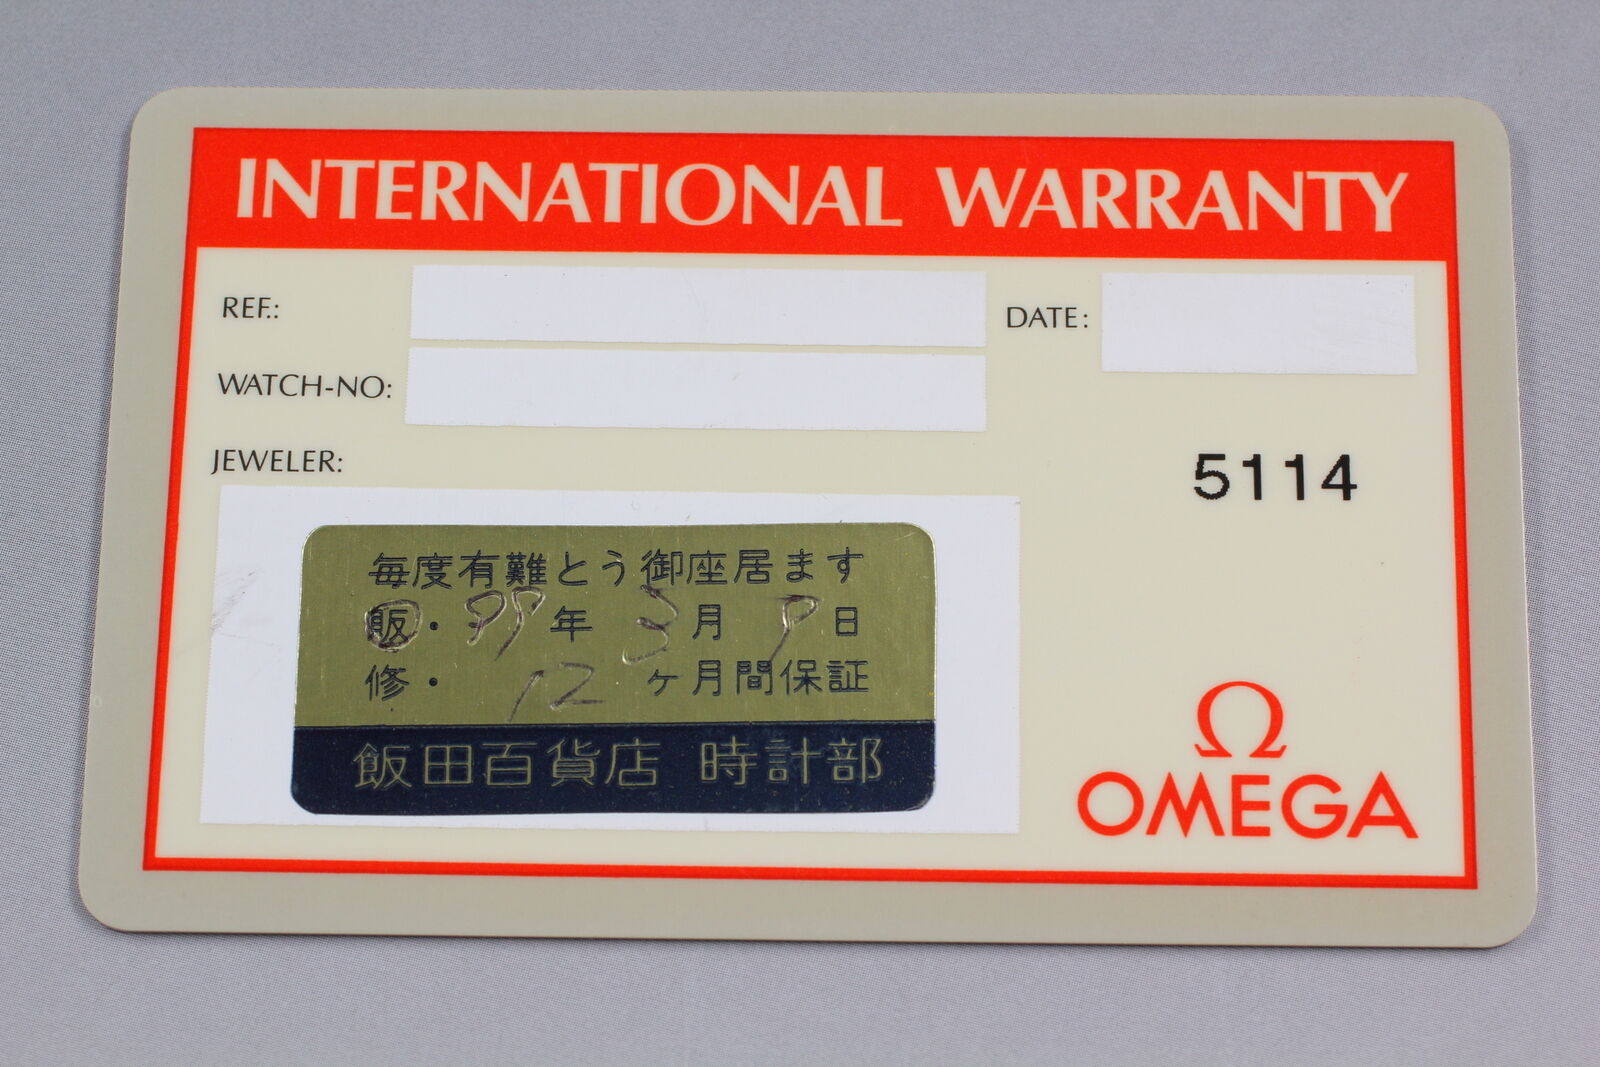 INTERNATIONAL WARRANTY
REF.:
DATE:
WATCH-NO:
JEWELER:
5114
毎度有難とう御座居ます
販・99年3月9日
修・12ヶ月間保証
飯田百貨店 時計部
Ω
OMEGA